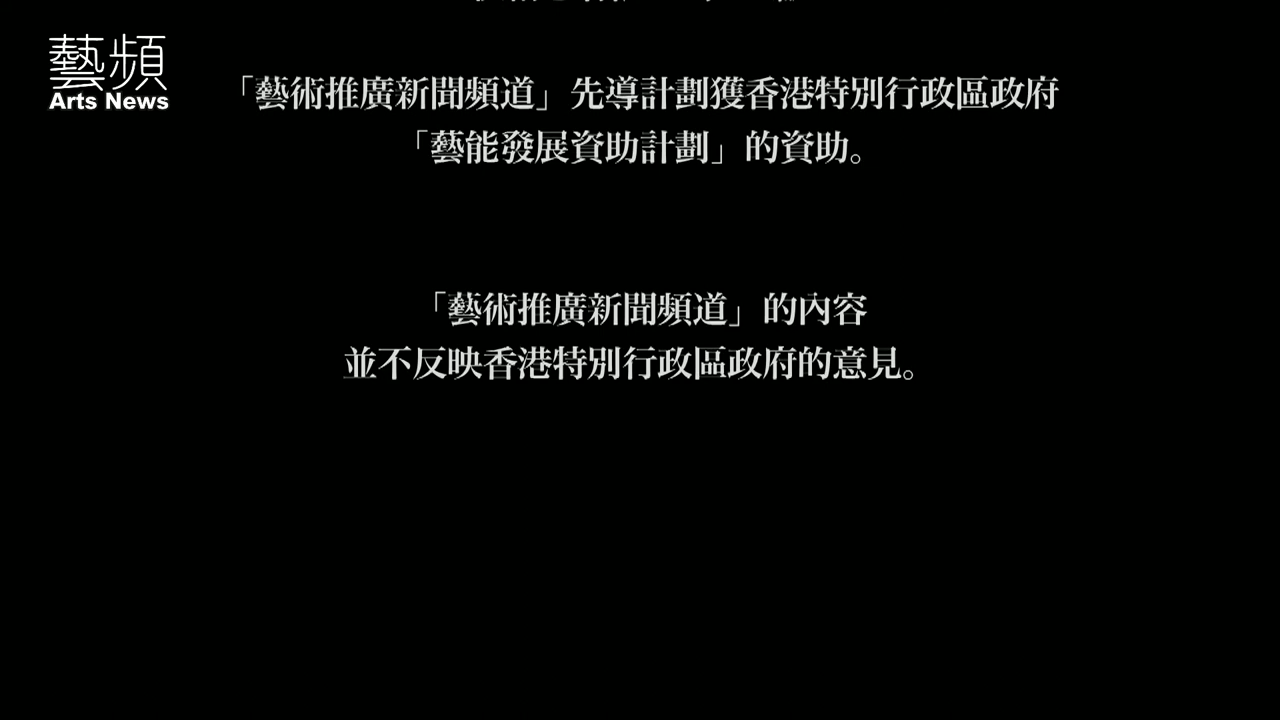 藝頻
Arts News
「藝術推廣新聞頻道」先導計劃獲香港特別行政區政府
「藝能發展資助計劃」的資助。
「藝術推廣新聞頻道」的內容
並不反映香港特別行政區政府的意見。